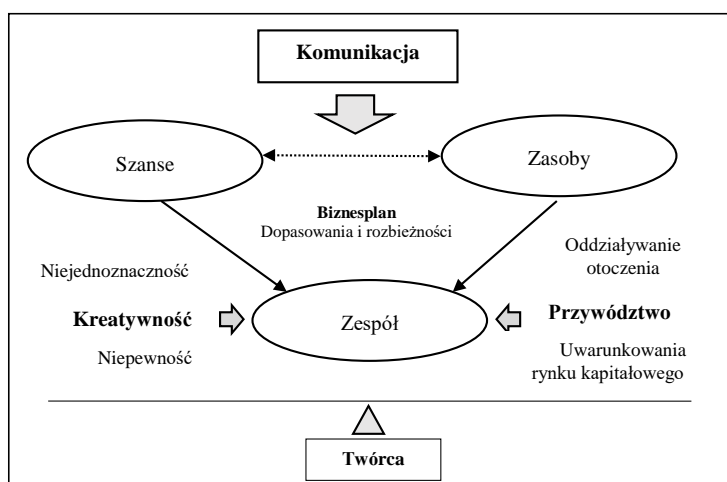 Komunikacja
Szanse
Zasoby
Biznesplan
Dopasowania i rozbieżności
Niejednoznaczność
Oddziaływanie
otoczenia
Kreatywność
Zespół
Przywództwo
Niepewność
Uwarunkowania
rynku kapitałowego
Twórca